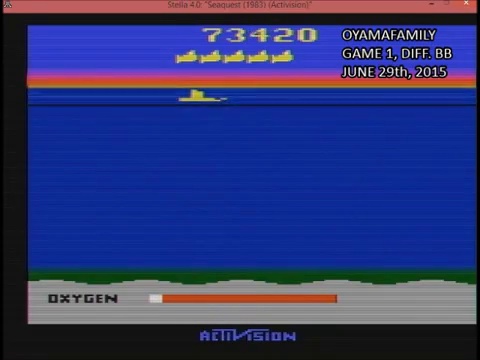 Stella 4.0: "Seaquest (1983) (Activision)"
73420
OYAMAFAMILY
GAME 1, DIFF. BB
JUNE 29th, 2015
OXYGEN
ACTIVISION